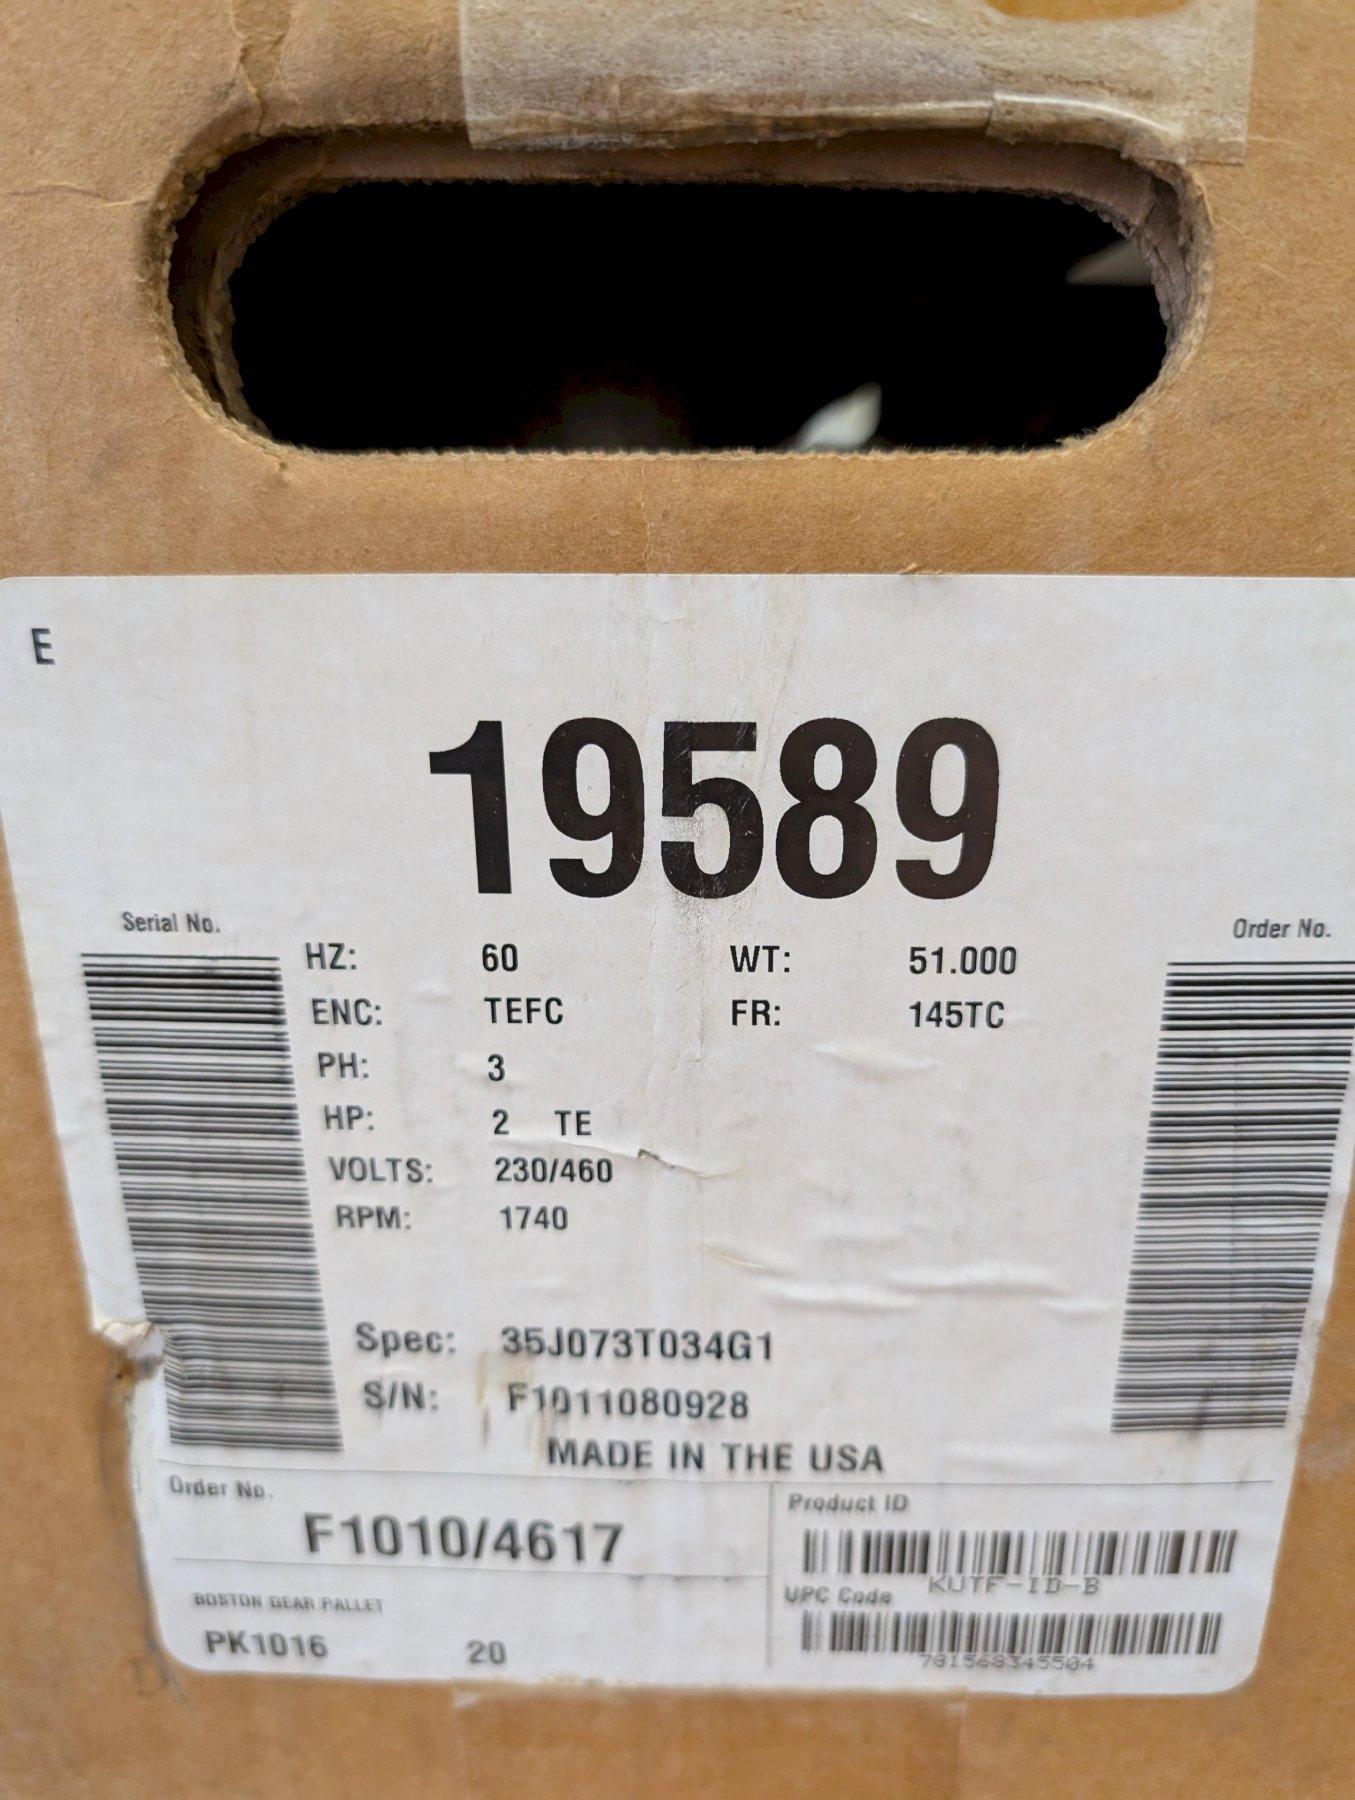 E
19589
Serial No.
Order No.
HZ: 60 WT: 51.000
ENC: TEFC FR: 145TC
PH: 3
HP: 2 TE
VOLTS: 230/460
RPM: 1740
Spec: 35J073T034G1
S/N: F1011080928
MADE IN THE USA
Order No.
F1010/4617
BOSTON GEAR PALLET
PK1016 20
Product ID
KUTF-ID-B
UPC Code
781568345504